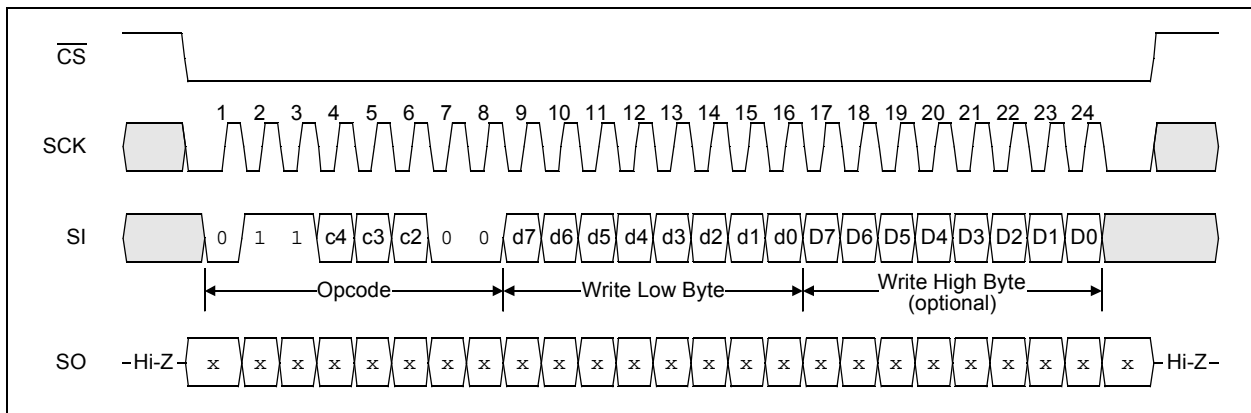 CS
1 2 3 4 5 6 7 8 9 10 11 12 13 14 15 16 17 18 19 20 21 22 23 24
SCK
SI 0 1 1 c4 c3 c2 0 0 d7 d6 d5 d4 d3 d2 d1 d0 D7 D6 D5 D4 D3 D2 D1 D0
Opcode Write Low Byte Write High Byte
(optional)
SO Hi-Z x x x x x x x x x x x x x x x x x x x x x x x x x Hi-Z